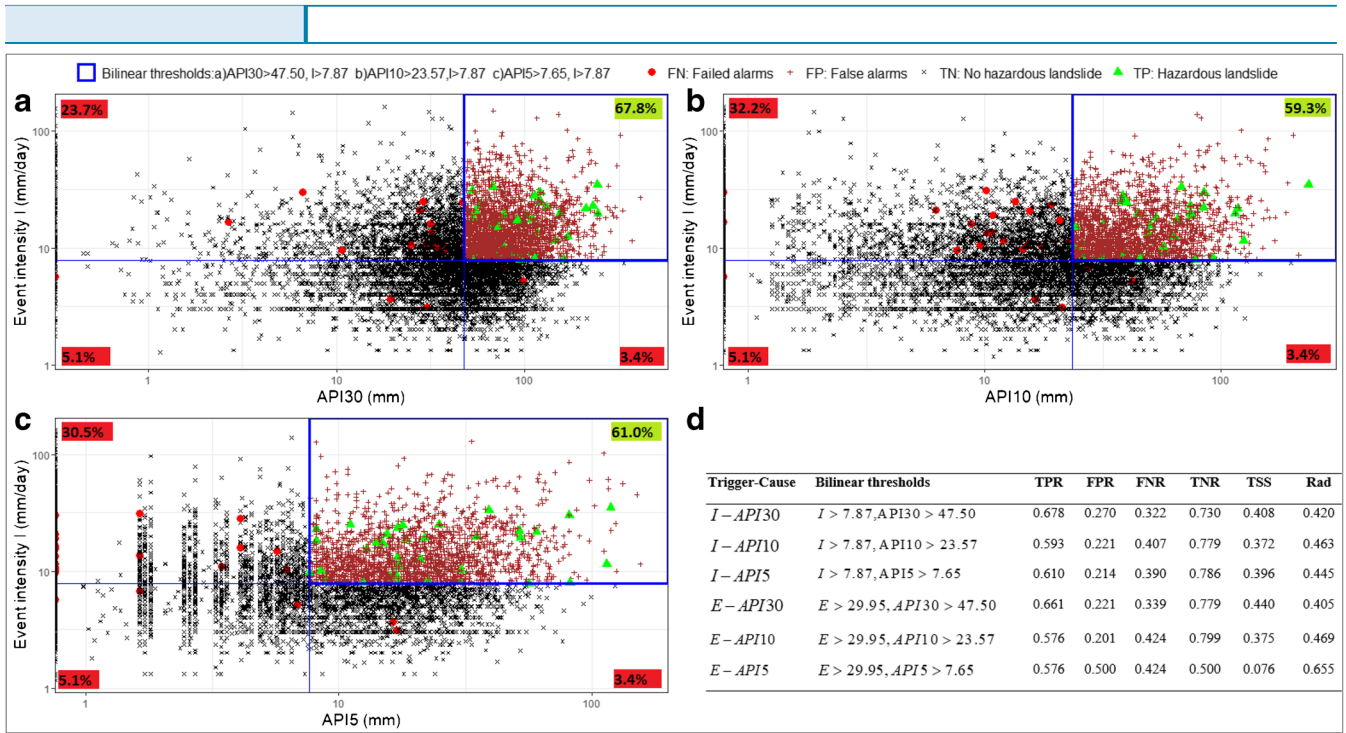 Bilinear thresholds:a)API30>47.50, I>7.87 b)API10>23.57,I>7.87 c)API5>7.65, I>7.87 FN: Failed alarms FP: False alarms TN: No hazardous landslide TP: Hazardous landslide
a
23.7%
67.8%
100
10
1
Event intensity I (mm/day)
5.1%
3.4%
1
10
100
API30 (mm)
b
32.2%
59.3%
100
10
1
Event intensity I (mm/day)
5.1%
3.4%
1
10
100
API10 (mm)
c
30.5%
61.0%
100
10
1
Event intensity I (mm/day)
5.1%
3.4%
1
10
100
API5 (mm)
d
Trigger-Cause Bilinear thresholds TPR FPR FNR TNR TSS Rad
I−API30 I > 7.87,API30 > 47.50 0.678 0.270 0.322 0.730 0.408 0.420
I−API10 I > 7.87,API10 > 23.57 0.593 0.221 0.407 0.779 0.372 0.463
I−API5 I > 7.87,API5 > 7.65 0.610 0.214 0.390 0.786 0.396 0.445
E−API30 E > 29.95,API30 > 47.50 0.661 0.221 0.339 0.779 0.440 0.405
E−API10 E > 29.95,API10 > 23.57 0.576 0.201 0.424 0.799 0.375 0.469
E−API5 E > 29.95,API5 > 7.65 0.576 0.500 0.424 0.500 0.076 0.655